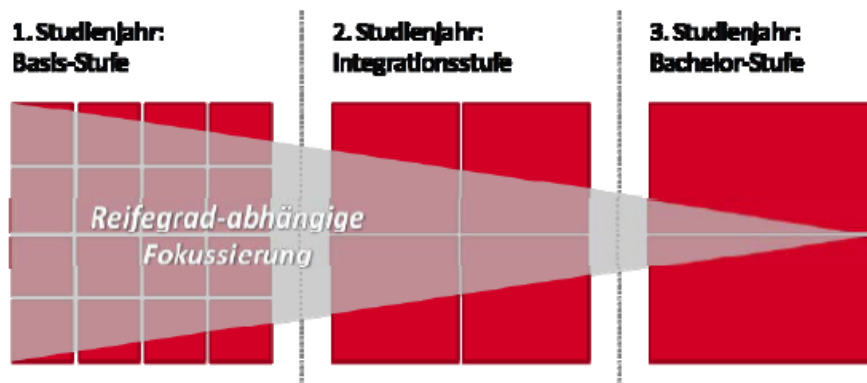 1. Studienjahr:
Basis-Stufe
2. Studienjahr:
Integrationsstufe
3. Studienjahr:
Bachelor-Stufe
Reifegrad-abhängige
Fokussierung